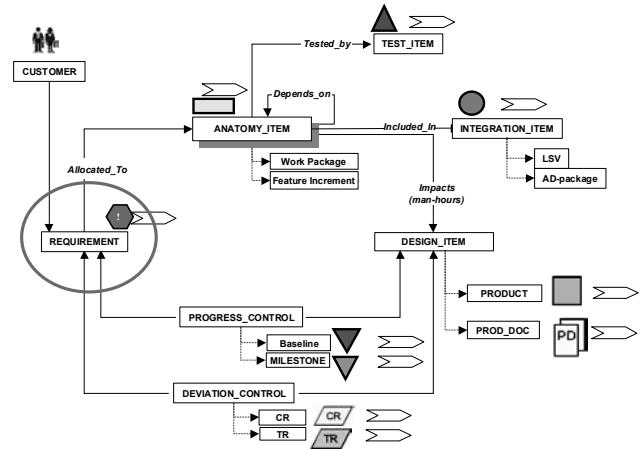 Tested_by
TEST_ITEM
CUSTOMER
Depends_on
ANATOMY_ITEM
Included_In
INTEGRATION_ITEM
Work Package
LSV
Allocated_To
Feature Increment
AD-package
Impacts
(man-hours)
!
REQUIREMENT
DESIGN_ITEM
PRODUCT
PROGRESS_CONTROL
PROD_DOC
PD
Baseline
MILESTONE
DEVIATION_CONTROL
CR
CR
TR
TR